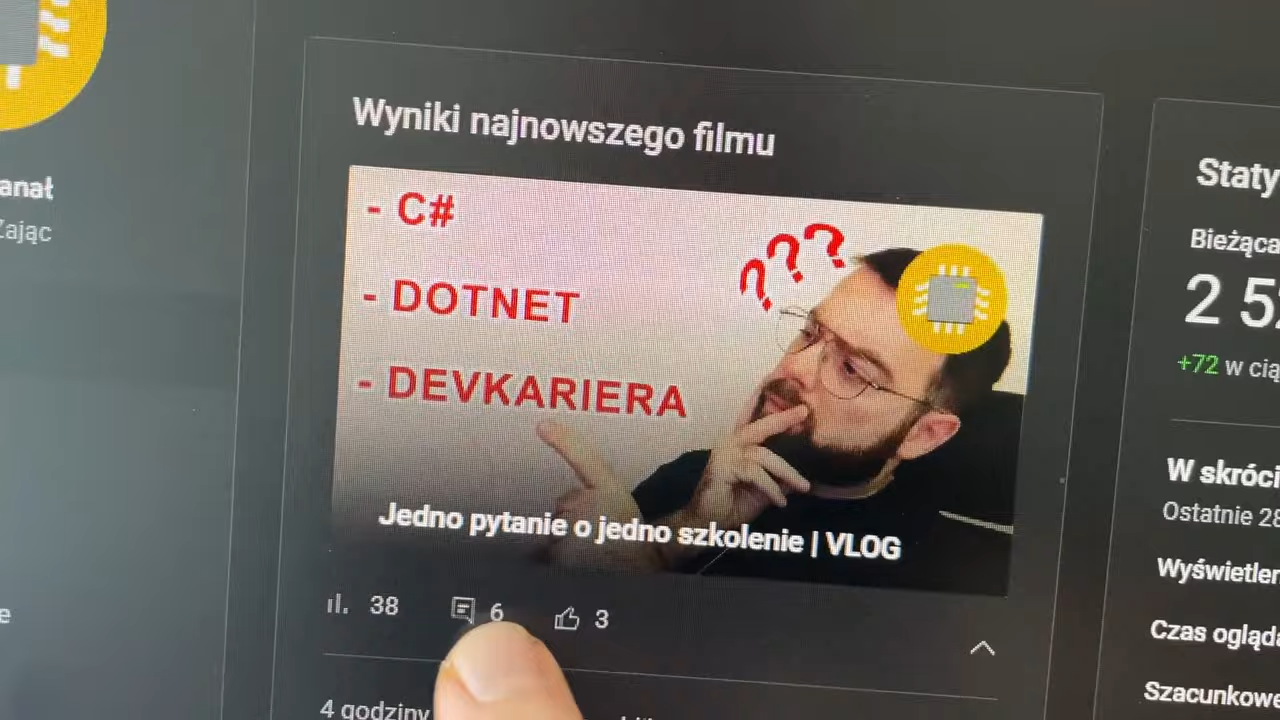 anał
Zając
Wyniki najnowszego filmu
- C#
- DOTNET
- DEVKARIERA
???
Jedno pytanie o jedno szkolenie | VLOG
38
6
3
4 godziny
Staty
Bieżąca
2 5
+72 w cią
W skróci
Ostatnie 28
Wyświetlen
Czas ogląda
Szacunkowe